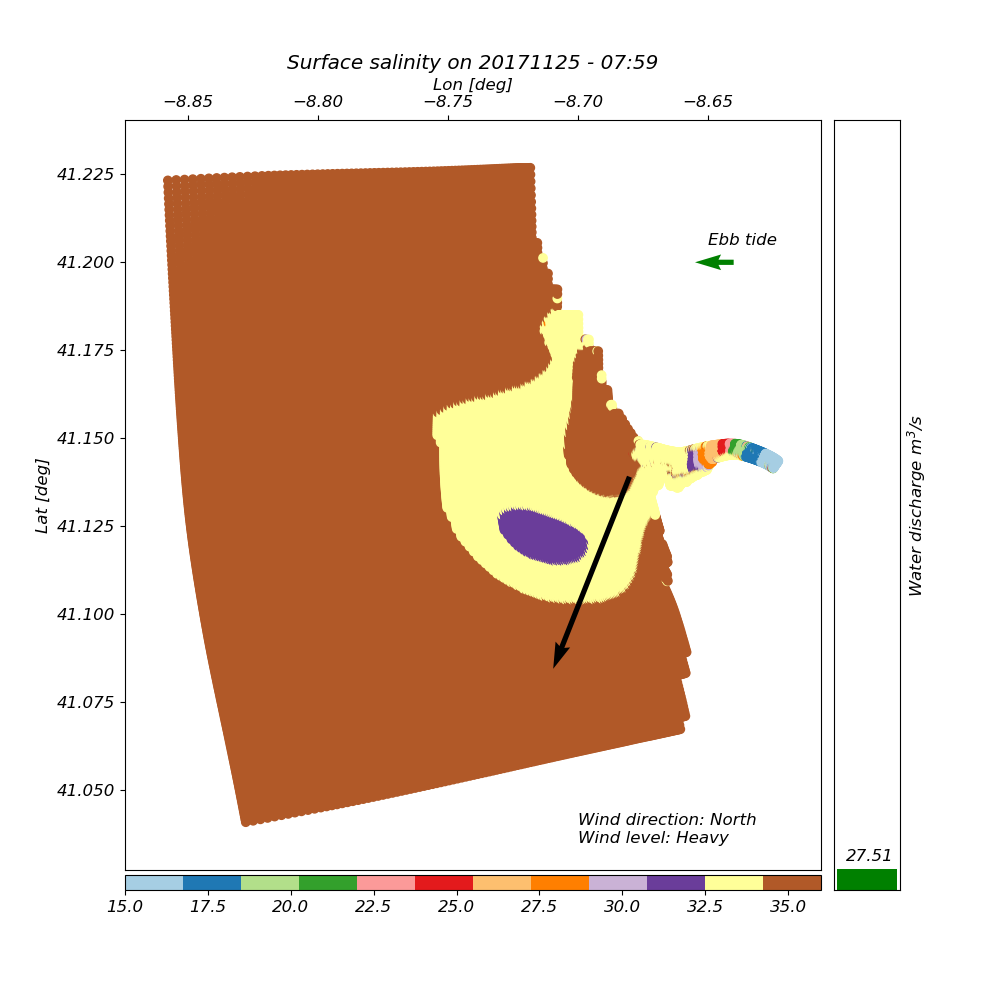 Surface salinity on 20171125 - 07:59
Lon [deg]
−8.85 −8.80 −8.75 −8.70 −8.65
41.225
41.200
41.175
41.150
41.125
41.100
41.075
41.050
Lat [deg]
Ebb tide
Wind direction: North
Wind level: Heavy
15.0 17.5 20.0 22.5 25.0 27.5 30.0 32.5 35.0
27.51
Water discharge m³/s